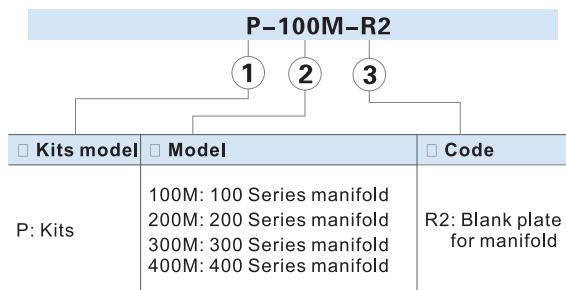 P-100M-R2
1 2 3
□ Kits model □ Model □ Code
P: Kits
100M: 100 Series manifold
200M: 200 Series manifold
300M: 300 Series manifold
400M: 400 Series manifold
R2: Blank plate
for manifold